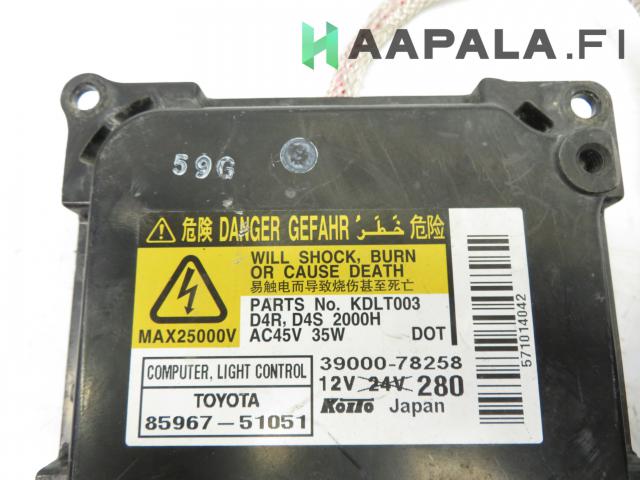 HAAPALA.FI
59G
危険 DANGER GEFAHR خَطَر 危险
WILL SHOCK, BURN
OR CAUSE DEATH
易触电而导致烧伤甚至死亡
MAX25000V
PARTS No. KDLT003
D4R, D4S 2000H
AC45V 35W DOT
COMPUTER, LIGHT CONTROL
TOYOTA
85967-51051
39000-78258
12V 24V 280
KOITO Japan
571014042